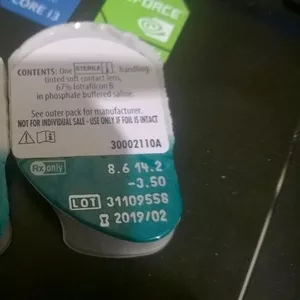 CORE i3
GEFORCE
CONTENTS: One STERILE handling
tinted soft contact lens,
67% lotrafilcon B
in phosphate buffered saline.
See outer pack for manufacturer.
NOT FOR INDIVIDUAL SALE - USE ONLY IF FOIL IS INTACT
30002110A
Rx only
8.6 14.2
-3.50
LOT 31109558
2019/02